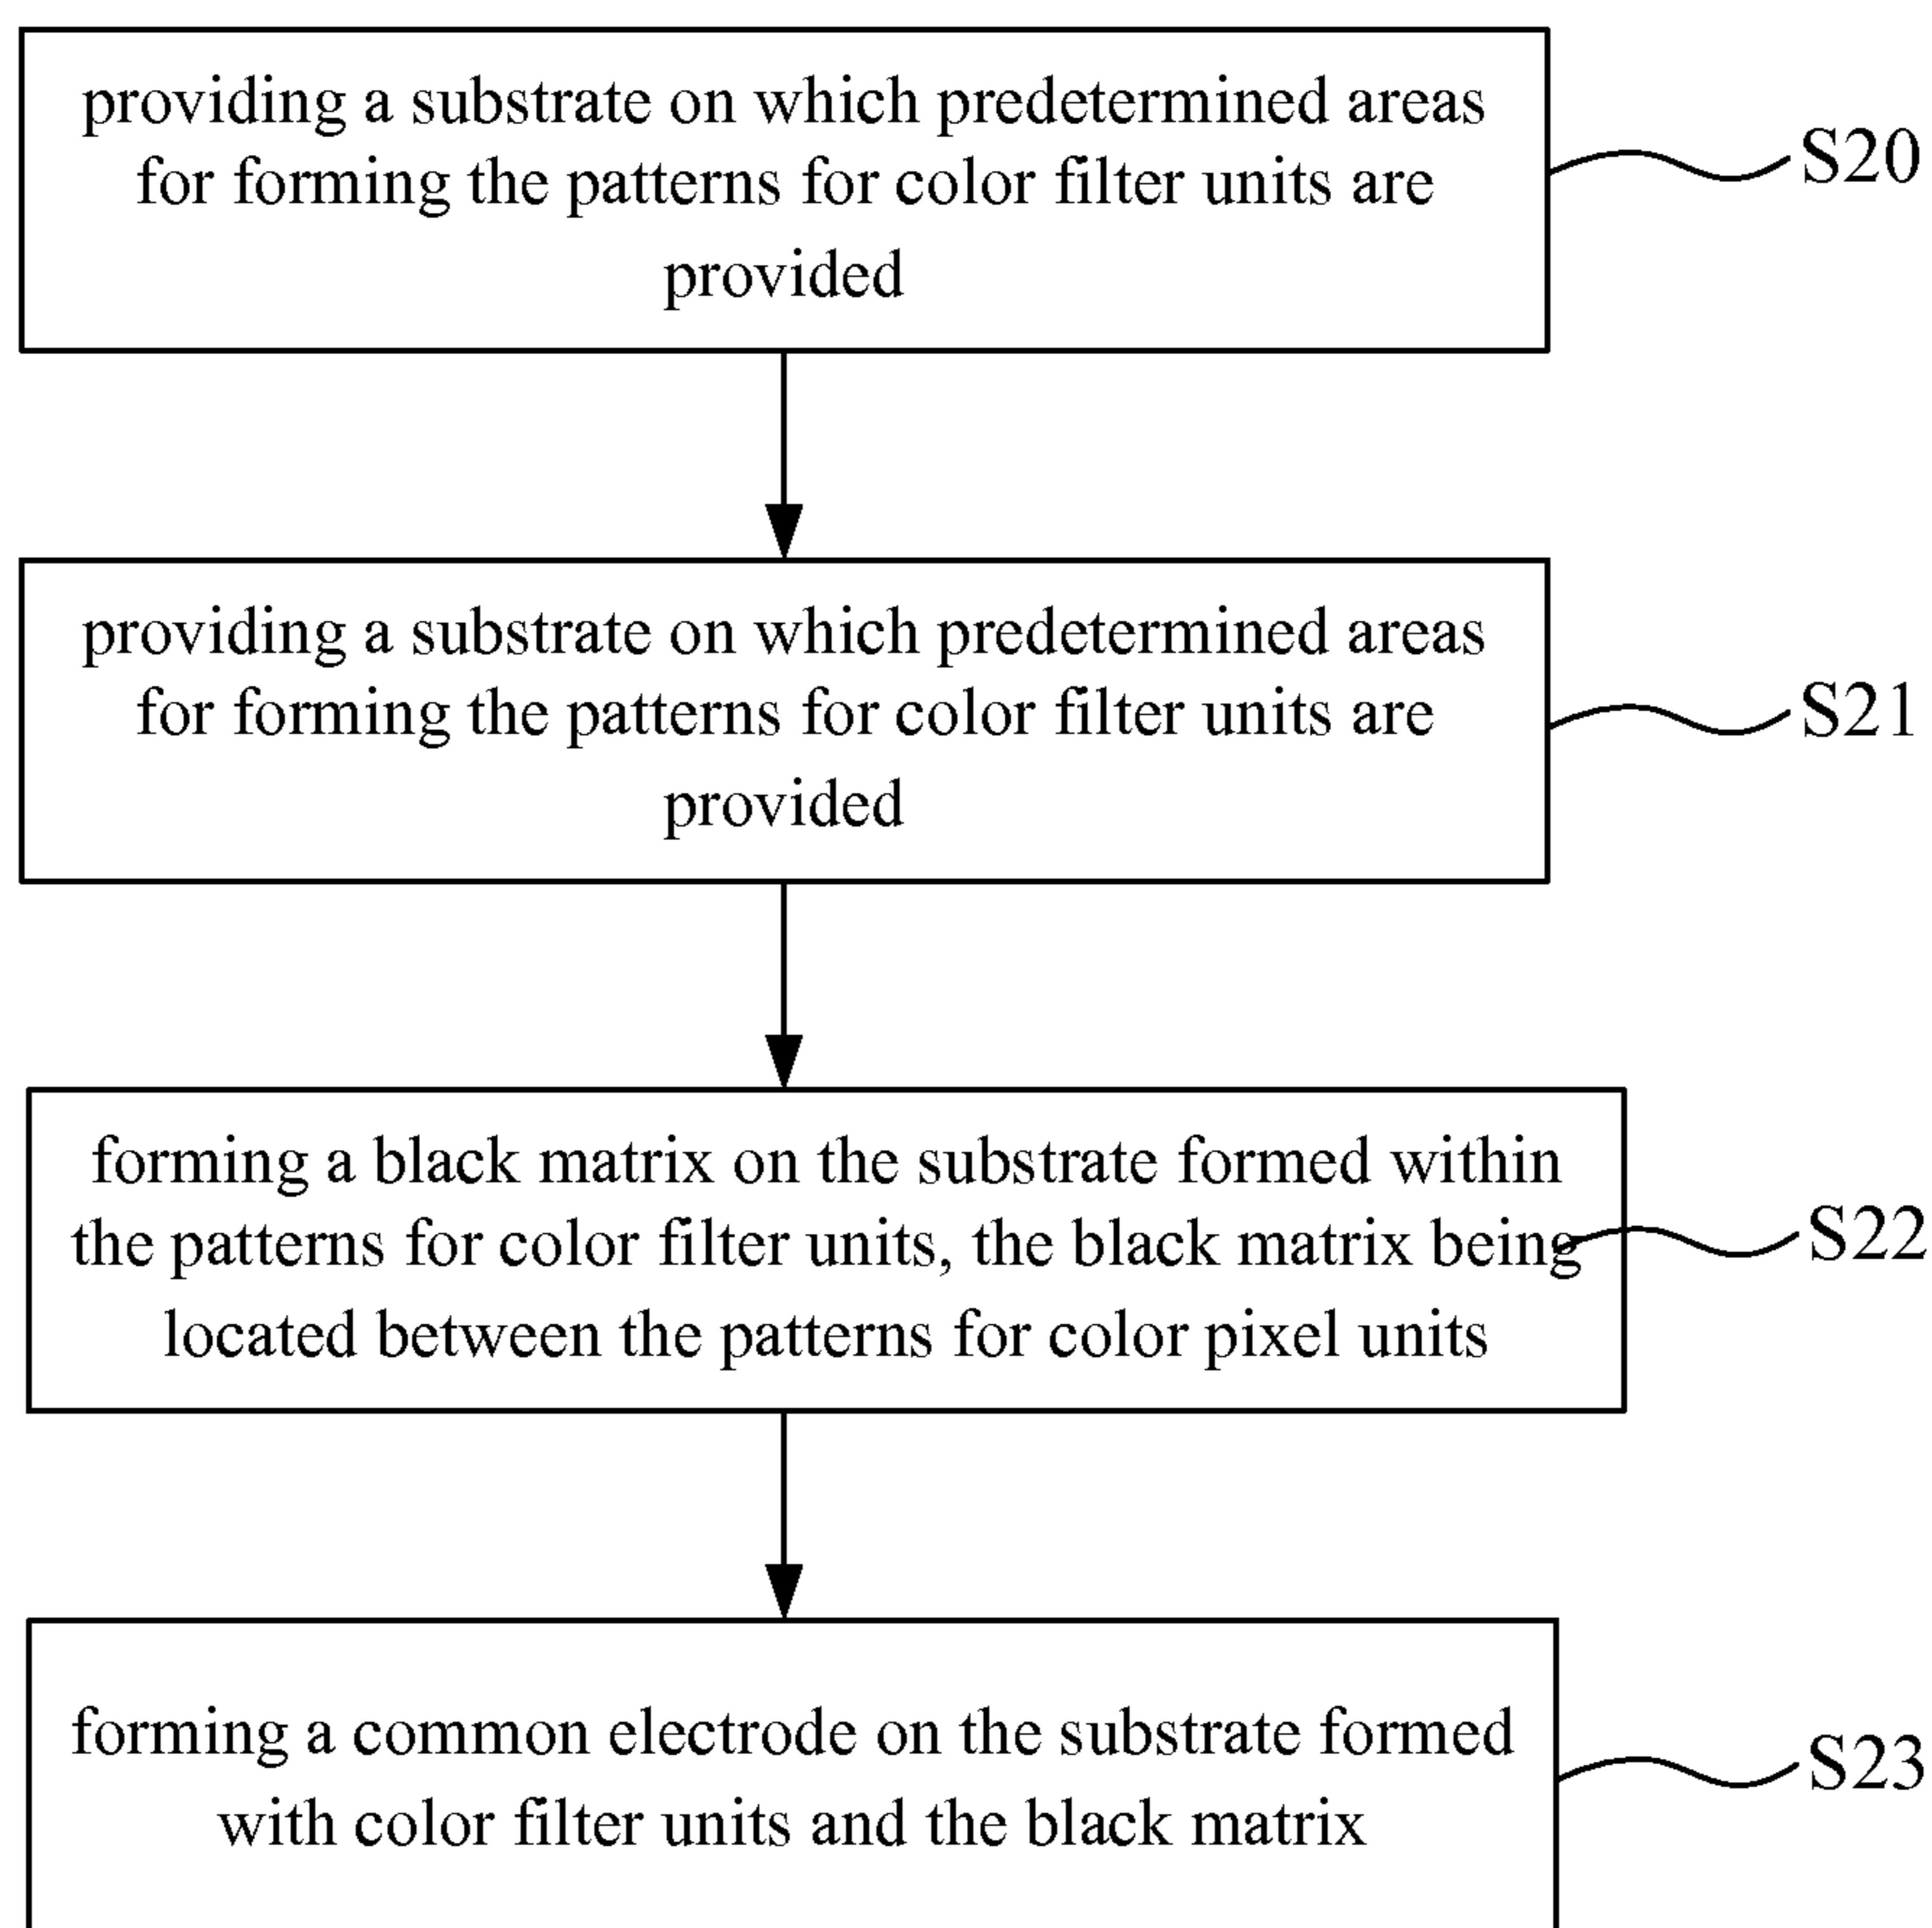 providing a substrate on which predetermined areas
for forming the patterns for color filter units are
provided
S20
providing a substrate on which predetermined areas
for forming the patterns for color filter units are
provided
S21
forming a black matrix on the substrate formed within
the patterns for color filter units, the black matrix being
located between the patterns for color pixel units
S22
forming a common electrode on the substrate formed
with color filter units and the black matrix
S23